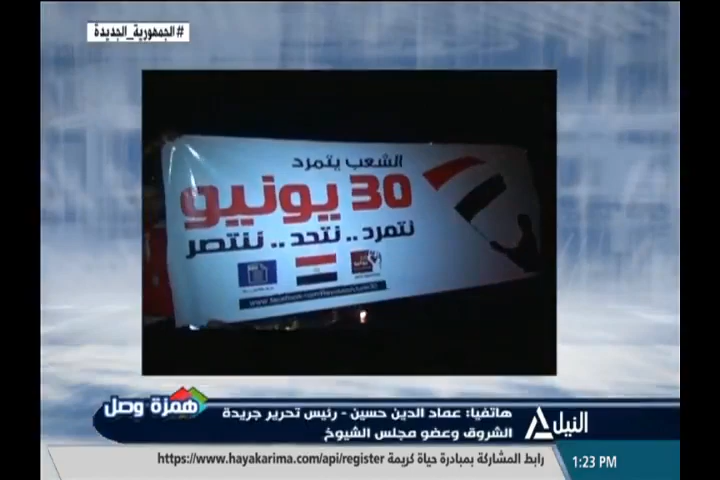 #الجمهورية_الجديدة
الشعب يتمرد
30 يونيو
نتمرد .. نتحد .. ننتصر
همزة وصل
هاتفيا: عماد الدين حسين - رئيس تحرير جريدة
الشروق وعضو مجلس الشيوخ
النيل
رابط المشاركة بمبادرة حياة كريمة https://www.hayakarima.com/api/register
1:23 PM